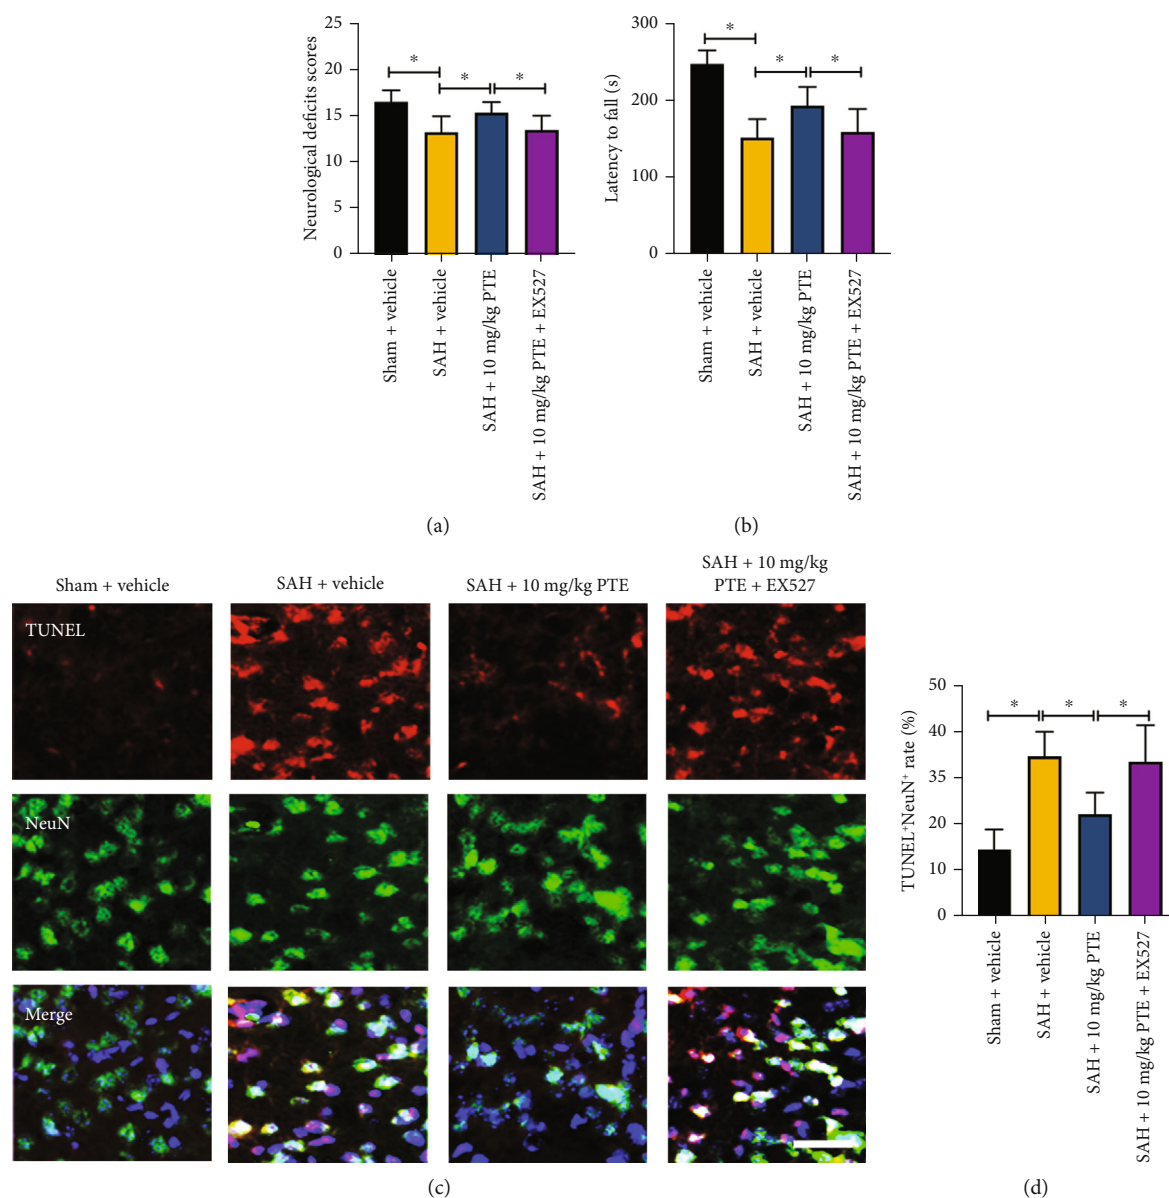 Neurological deficits scores
25
20
15
10
5
0
*
*
*
Sham + vehicle
SAH + vehicle
SAH + 10 mg/kg PTE
SAH + 10 mg/kg PTE + EX527
(a)
Latency to fall (s)
300
200
100
0
*
*
*
Sham + vehicle
SAH + vehicle
SAH + 10 mg/kg PTE
SAH + 10 mg/kg PTE + EX527
(b)
Sham + vehicle
SAH + vehicle
SAH + 10 mg/kg PTE
SAH + 10 mg/kg
PTE + EX527
TUNEL
NeuN
Merge
(c)
TUNEL⁺NeuN⁺ rate (%)
50
40
35
20
10
0
*
*
*
Sham + vehicle
SAH + vehicle
SAH + 10 mg/kg PTE
SAH + 10 mg/kg PTE + EX527
(d)